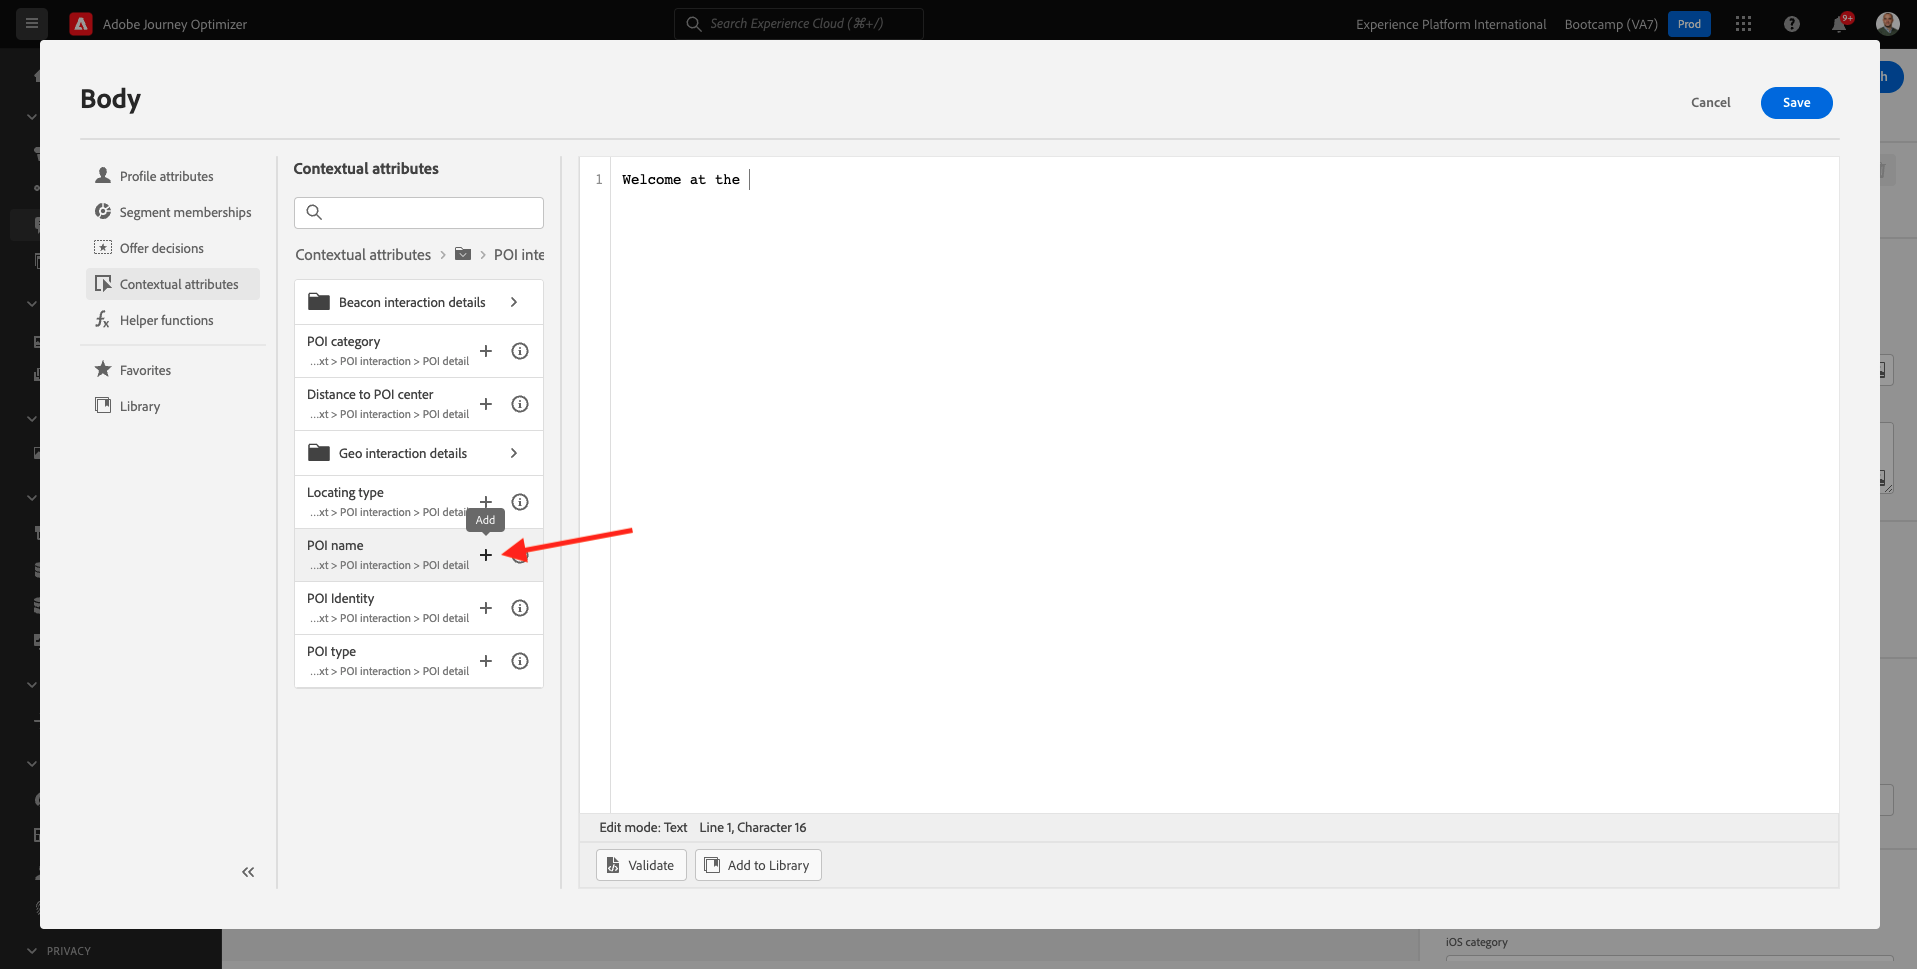 Adobe Journey Optimizer
Search Experience Cloud (⌘+/)
Experience Platform International
Bootcamp (VA7)
Prod
9+
h
Body
Cancel
Save
Profile attributes
Segment memberships
Offer decisions
Contextual attributes
Helper functions
Favorites
Library
Contextual attributes
Contextual attributes > > POI inte
Beacon interaction details
POI category
...xt > POI interaction > POI detail
Distance to POI center
...xt > POI interaction > POI detail
Geo interaction details
Locating type
...xt > POI interaction > POI detail
Add
POI name
...xt > POI interaction > POI detail
POI Identity
...xt > POI interaction > POI detail
POI type
...xt > POI interaction > POI detail
1 Welcome at the
Edit mode: Text Line 1, Character 16
Validate
Add to Library
PRIVACY
iOS category